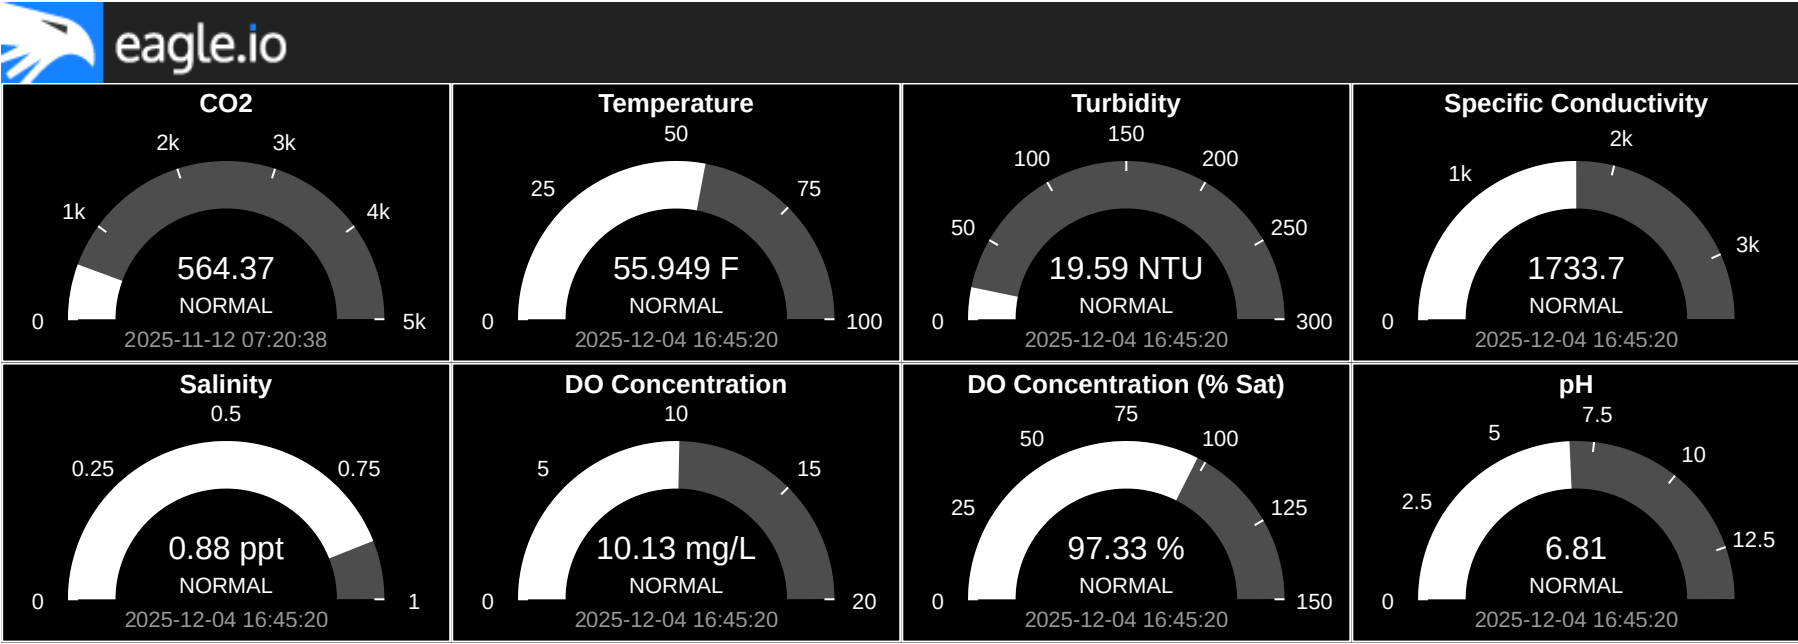 eagle.io
CO2
0
1k
2k
3k
4k
5k
564.37
NORMAL
2025-11-12 07:20:38
Temperature
0
25
50
75
100
55.949 F
NORMAL
2025-12-04 16:45:20
Turbidity
0
50
100
150
200
250
300
19.59 NTU
NORMAL
2025-12-04 16:45:20
Specific Conductivity
0
1k
2k
3k
1733.7
NORMAL
2025-12-04 16:45:20
Salinity
0
0.25
0.5
0.75
1
0.88 ppt
NORMAL
2025-12-04 16:45:20
DO Concentration
0
5
10
15
20
10.13 mg/L
NORMAL
2025-12-04 16:45:20
DO Concentration (% Sat)
0
25
50
75
100
125
150
97.33 %
NORMAL
2025-12-04 16:45:20
pH
0
2.5
5
7.5
10
12.5
6.81
NORMAL
2025-12-04 16:45:20